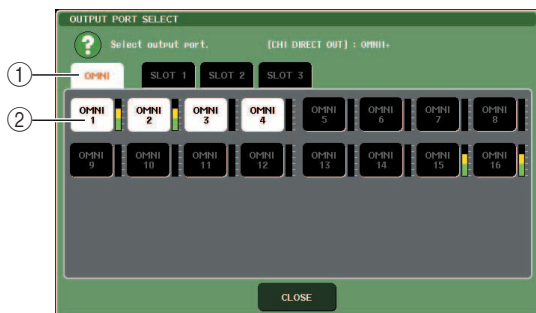 OUTPUT PORT SELECT
? Select output port. [CH1 DIRECT OUT] : OMNI1+
① OMNI SLOT 1 SLOT 2 SLOT 3
② OMNI 1 OMNI 2 OMNI 3 OMNI 4 OMNI 5 OMNI 6 OMNI 7 OMNI 8
OMNI 9 OMNI 10 OMNI 11 OMNI 12 OMNI 13 OMNI 14 OMNI 15 OMNI 16
CLOSE